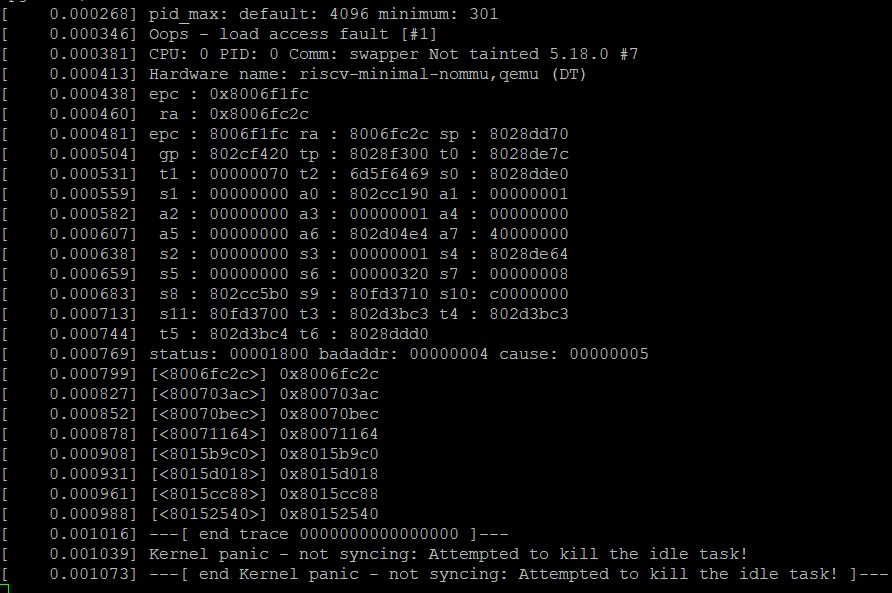 [    0.000268] pid_max: default: 4096 minimum: 301
[    0.000346] Oops - load access fault [#1]
[    0.000381] CPU: 0 PID: 0 Comm: swapper Not tainted 5.18.0 #7
[    0.000413] Hardware name: riscv-minimal-nommu,qemu (DT)
[    0.000438] epc : 0x8006f1fc
[    0.000460]  ra : 0x8006fc2c
[    0.000481] epc : 8006f1fc ra : 8006fc2c sp : 8028dd70
[    0.000504]  gp : 802cf420 tp : 8028f300 t0 : 8028de7c
[    0.000531]  t1 : 00000070 t2 : 6d5f6469 s0 : 8028dde0
[    0.000559]  s1 : 00000000 a0 : 802cc190 a1 : 00000001
[    0.000582]  a2 : 00000000 a3 : 00000001 a4 : 00000000
[    0.000607]  a5 : 00000000 a6 : 802d04e4 a7 : 40000000
[    0.000638]  s2 : 00000000 s3 : 00000001 s4 : 8028de64
[    0.000659]  s5 : 00000000 s6 : 00000320 s7 : 00000008
[    0.000683]  s8 : 802cc5b0 s9 : 80fd3710 s10: c0000000
[    0.000713]  s11: 80fd3700 t3 : 802d3bc3 t4 : 802d3bc3
[    0.000744]  t5 : 802d3bc4 t6 : 8028ddd0
[    0.000769] status: 00001800 badaddr: 00000004 cause: 00000005
[    0.000799] [<8006fc2c>] 0x8006fc2c
[    0.000827] [<800703ac>] 0x800703ac
[    0.000852] [<80070bec>] 0x80070bec
[    0.000878] [<80071164>] 0x80071164
[    0.000908] [<8015b9c0>] 0x8015b9c0
[    0.000931] [<8015d018>] 0x8015d018
[    0.000961] [<8015cc88>] 0x8015cc88
[    0.000988] [<80152540>] 0x80152540
[    0.001016] ---[ end trace 0000000000000000 ]---
[    0.001039] Kernel panic - not syncing: Attempted to kill the idle task!
[    0.001073] ---[ end Kernel panic - not syncing: Attempted to kill the idle task! ]---